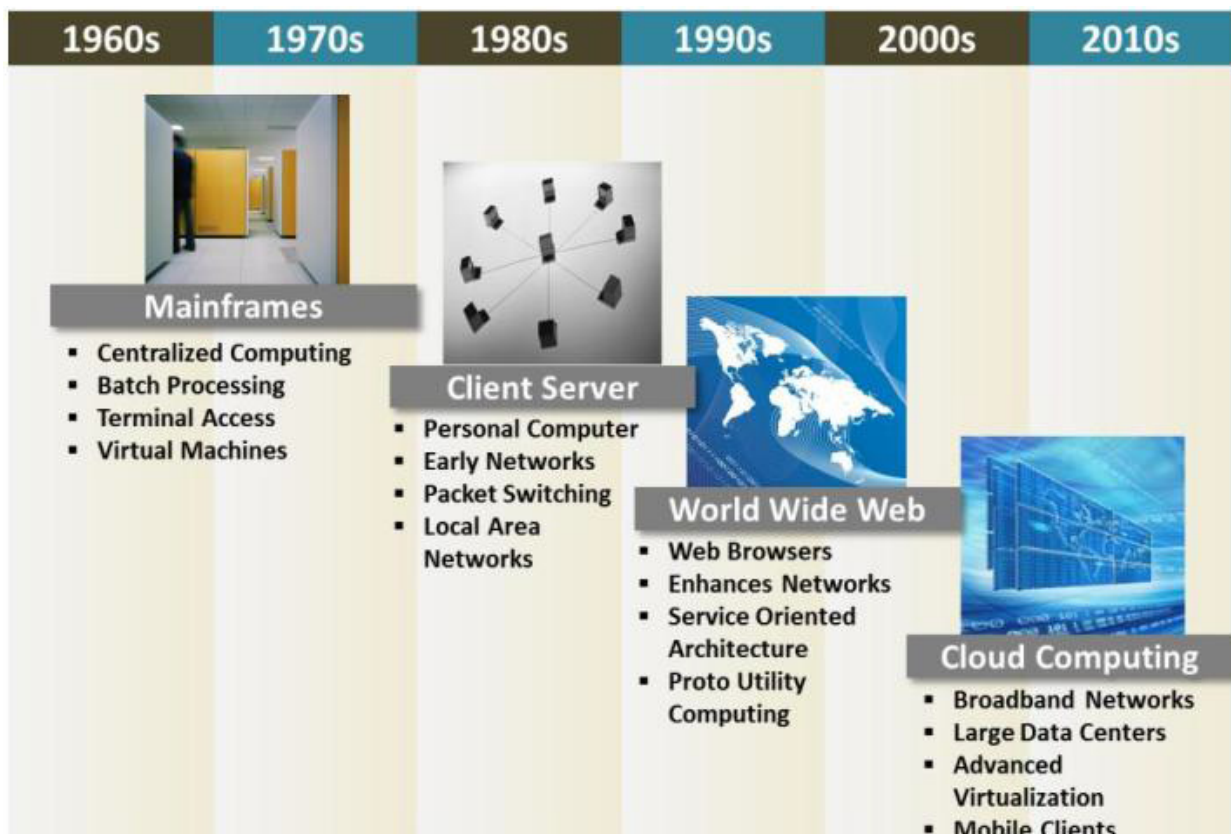 1960s 1970s 1980s 1990s 2000s 2010s
Mainframes
▪ Centralized Computing
▪ Batch Processing
▪ Terminal Access
▪ Virtual Machines
Client Server
▪ Personal Computer
▪ Early Networks
▪ Packet Switching
▪ Local Area
Networks
World Wide Web
▪ Web Browsers
▪ Enhances Networks
▪ Service Oriented
Architecture
▪ Proto Utility
Computing
Cloud Computing
▪ Broadband Networks
▪ Large Data Centers
▪ Advanced
Virtualization
▪ Mobile Clients